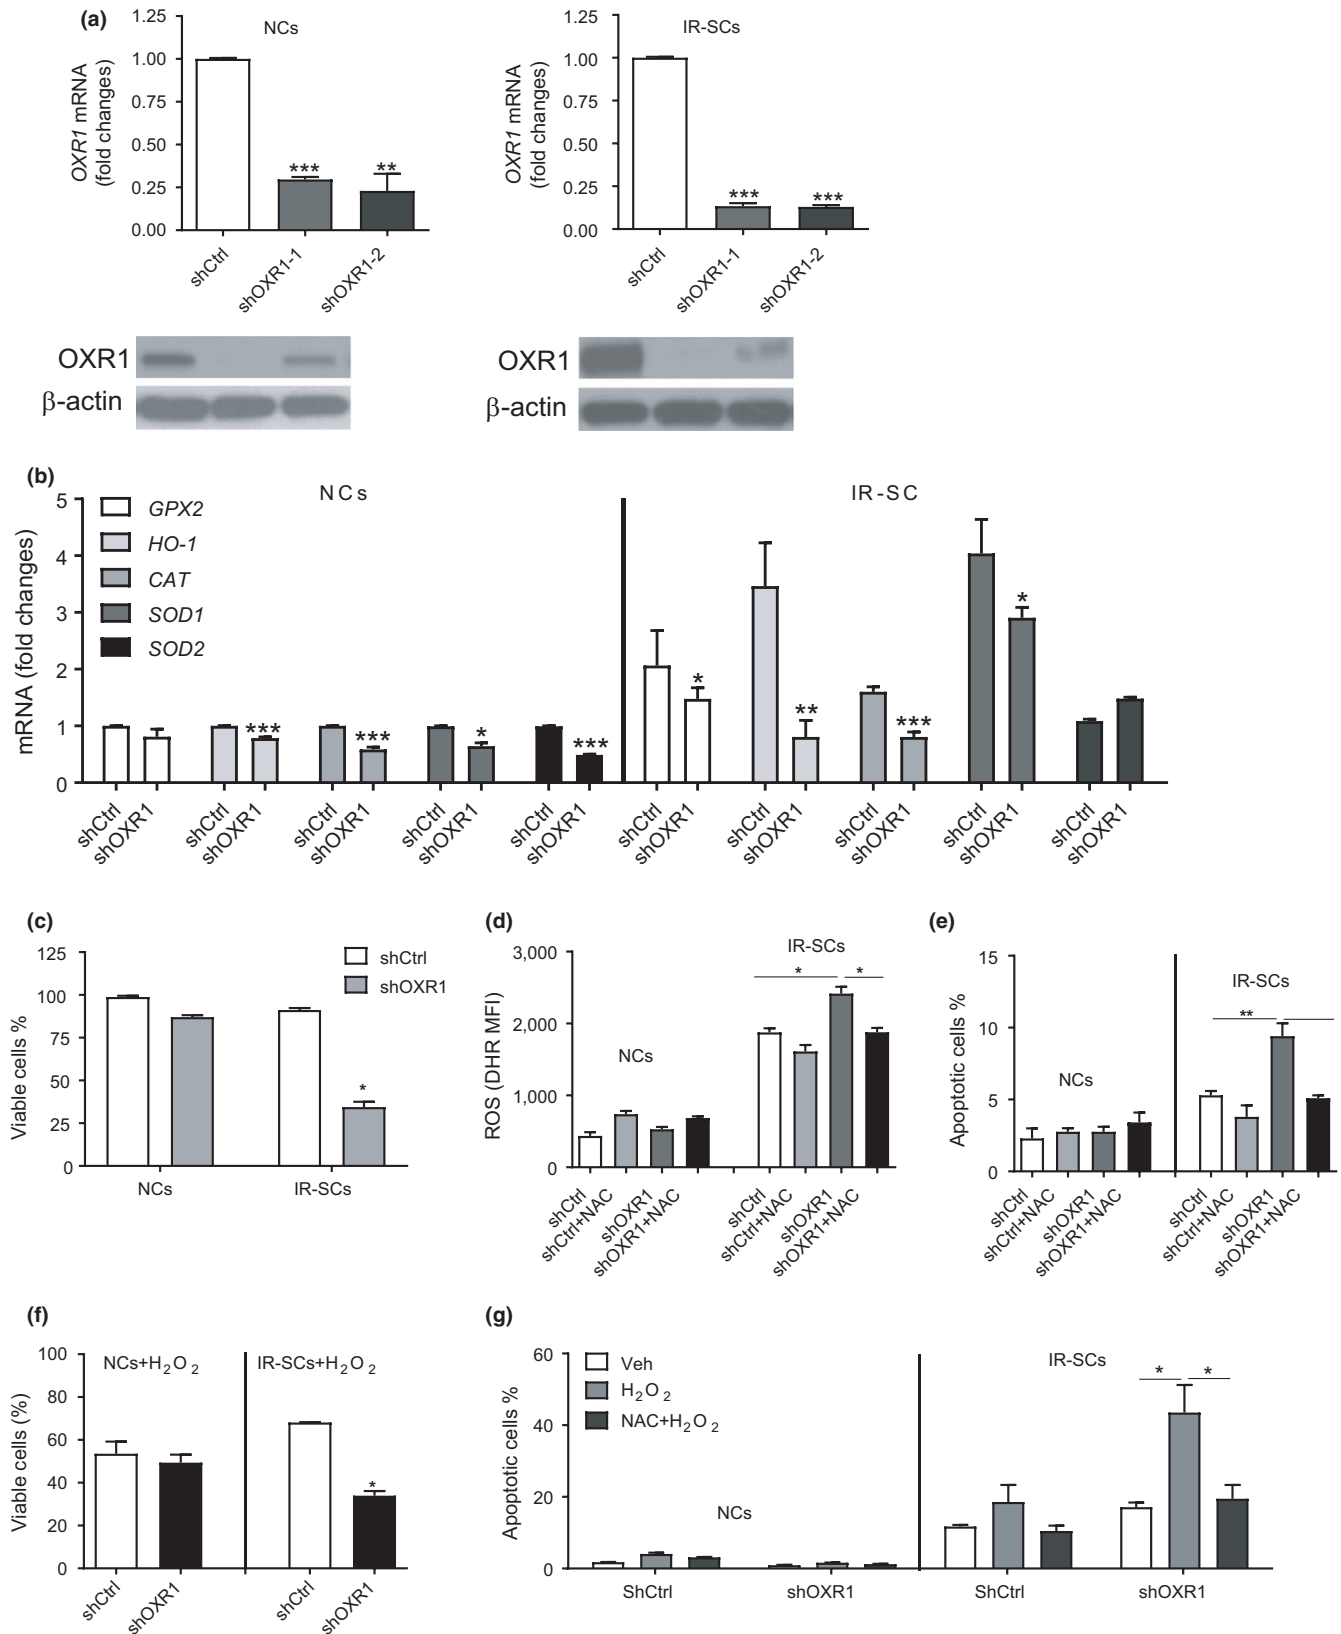 (a)
1.25
1.00
0.75
0.50
0.25
0.00
OXR1 mRNA
(fold changes)
NCs
***
**
shCtrl
shOXR1-1
shOXR1-2
1.25
1.00
0.75
0.50
0.25
0.00
OXR1 mRNA
(fold changes)
IR-SCs
***
***
shCtrl
shOXR1-1
shOXR1-2
OXR1
β-actin
OXR1
β-actin
(b)
5
4
3
2
1
0
mRNA (fold changes)
NCs
IR-SC
GPX2
HO-1
CAT
SOD1
SOD2
***
***
*
***
*
**
***
*
shCtrl
shOXR1
shCtrl
shOXR1
shCtrl
shOXR1
shCtrl
shOXR1
shCtrl
shOXR1
shCtrl
shOXR1
shCtrl
shOXR1
shCtrl
shOXR1
shCtrl
shOXR1
shCtrl
shOXR1
(c)
125
100
75
50
25
0
Viable cells %
shCtrl
shOXR1
*
NCs
IR-SCs
(d)
3,000
2,000
1,000
0
ROS (DHR MFI)
NCs
IR-SCs
*
*
shCtrl
shCtrl+NAC
shOXR1
shOXR1+NAC
shCtrl
shCtrl+NAC
shOXR1
shOXR1+NAC
(e)
15
10
5
0
Apoptotic cells %
NCs
IR-SCs
**
shCtrl
shCtrl+NAC
shOXR1
shOXR1+NAC
shCtrl
shCtrl+NAC
shOXR1
shOXR1+NAC
(f)
100
80
60
40
20
0
Viable cells (%)
NCs+H₂O₂
IR-SCs+H₂O₂
*
shCtrl
shOXR1
shCtrl
shOXR1
(g)
60
40
20
0
Apoptotic cells %
Veh
H₂O₂
NAC+H₂O₂
NCs
IR-SCs
*
*
ShCtrl
shOXR1
ShCtrl
shOXR1